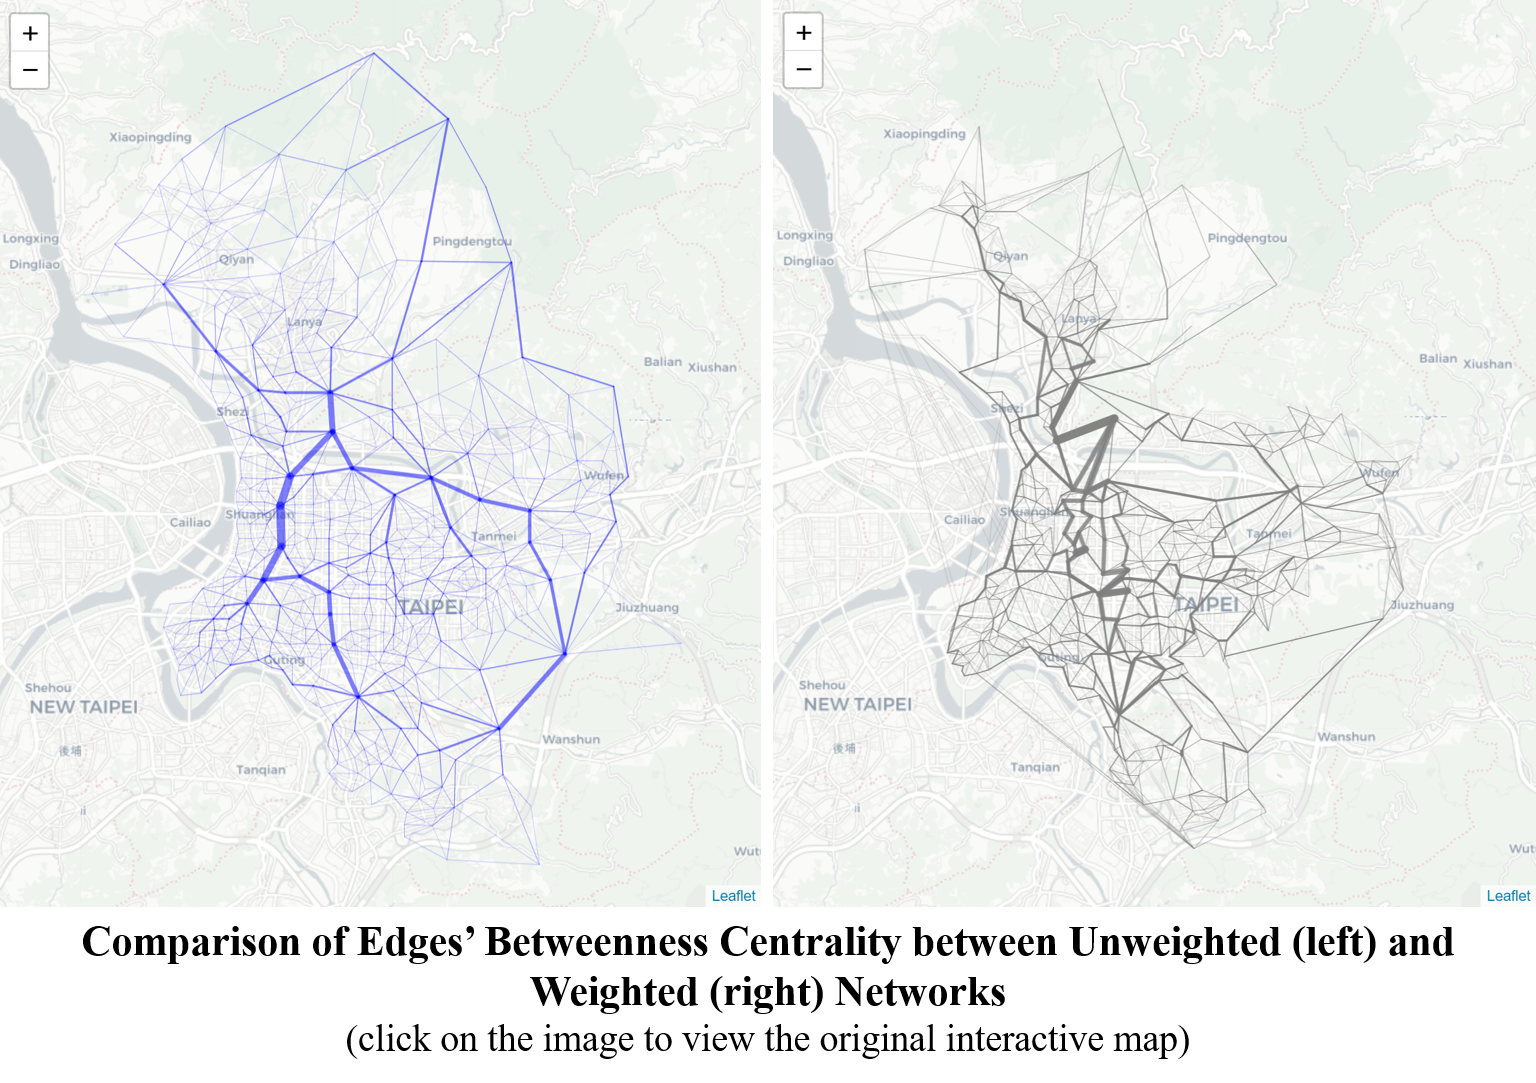 +
−
Xiaopingding
Longxing
Dingliao
Qiyan
Pingdengtou
Lanya
Balian
Xiushan
Shezi
Wufen
Cailiao
Shuanglian
Tanmei
TAIPEI
Jiuzhuang
Guting
Shehou
NEW TAIPEI
Wanshun
後埔
Tanqian
Wutu
Leaflet
+
−
Xiaopingding
Longxing
Dingliao
Qiyan
Pingdengtou
Lanya
Balian
Xiushan
Shezi
Wufen
Cailiao
Shuanglian
Tanmei
TAIPEI
Jiuzhuang
Guting
Shehou
NEW TAIPEI
Wanshun
後埔
Tanqian
Wut
Leaflet
Comparison of Edges’ Betweenness Centrality between Unweighted (left) and
Weighted (right) Networks
(click on the image to view the original interactive map)